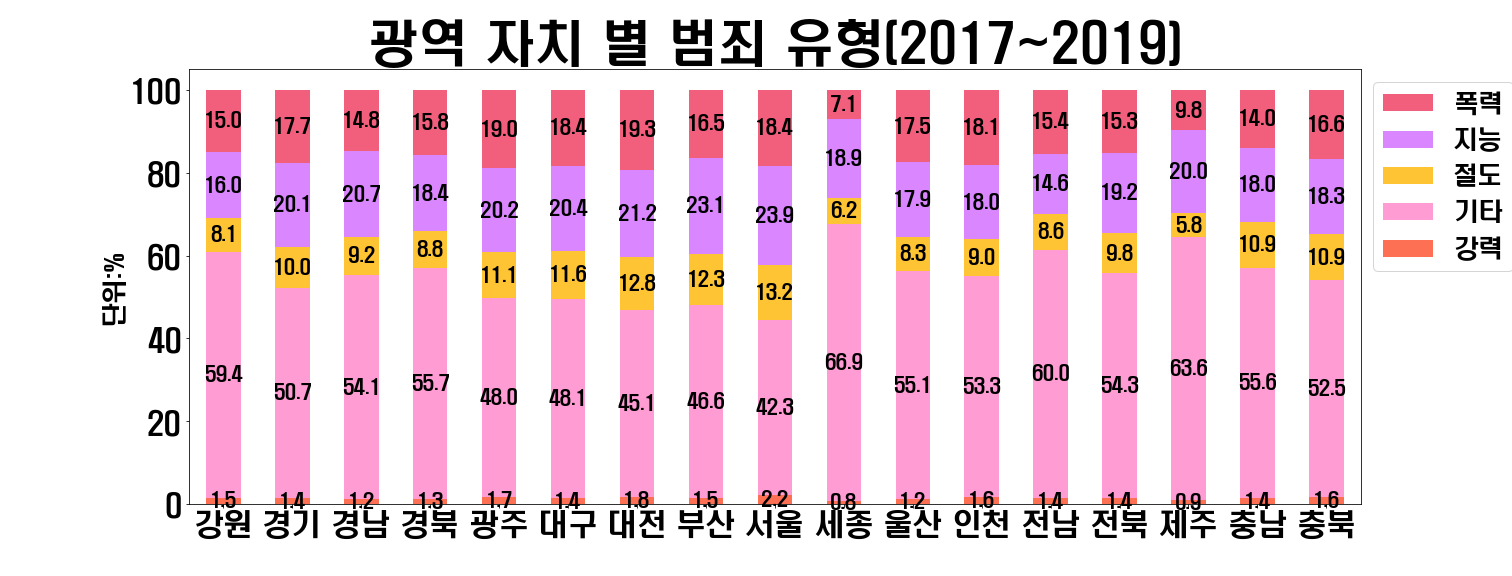 광역 자치 별 범죄 유형(2017~2019)
100
80
60
40
20
0
단위:%
15.0 17.7 14.8 15.8 19.0 18.4 19.3 16.5 18.4 7.1 17.5 18.1 15.4 15.3 9.8 14.0 16.6
16.0 20.1 20.7 18.4 20.2 20.4 21.2 23.1 23.9 18.9 17.9 18.0 14.6 19.2 20.0 18.0 18.3
8.1 10.0 9.2 8.8 11.1 11.6 12.8 12.3 13.2 6.2 8.3 9.0 8.6 9.8 5.8 10.9 10.9
59.4 50.7 54.1 55.7 48.0 48.1 45.1 46.6 42.3 66.9 55.1 53.3 60.0 54.3 63.6 55.6 52.5
1.5 1.4 1.2 1.3 1.7 1.4 1.8 1.5 2.2 0.8 1.2 1.6 1.4 1.4 0.9 1.4 1.6
강원 경기 경남 경북 광주 대구 대전 부산 서울 세종 울산 인천 전남 전북 제주 충남 충북
폭력
지능
절도
기타
강력